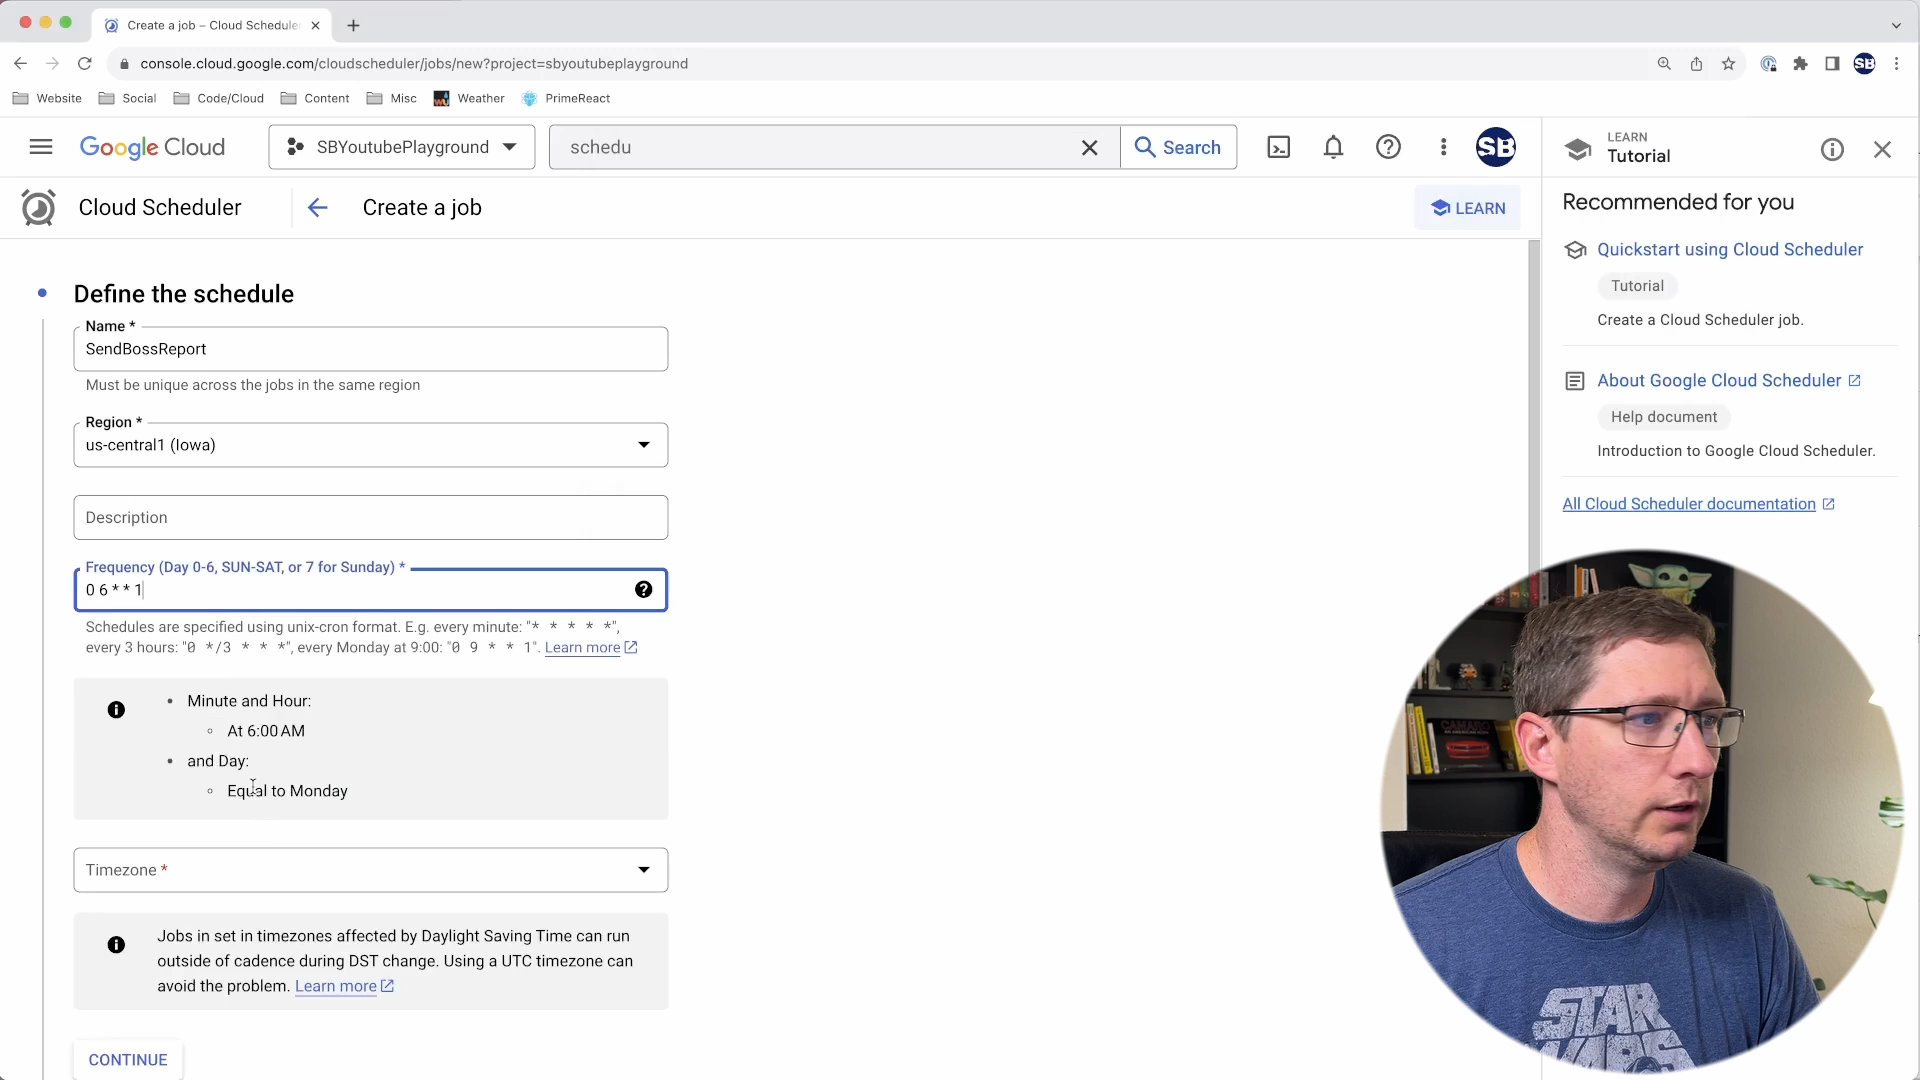 Create a job – Cloud Scheduler
console.cloud.google.com/cloudscheduler/jobs/new?project=sbyoutubeplayground
SB
Website
Social
Code/Cloud
Content
Misc
Weather
PrimeReact
Google Cloud
SBYoutubePlayground
schedu
Search
SB
LEARN
Tutorial
Cloud Scheduler
Create a job
LEARN
Recommended for you
Quickstart using Cloud Scheduler
Tutorial
Create a Cloud Scheduler job.
About Google Cloud Scheduler
Help document
Introduction to Google Cloud Scheduler.
All Cloud Scheduler documentation
Define the schedule
Name *
SendBossReport
Must be unique across the jobs in the same region
Region *
us-central1 (Iowa)
Description
Frequency (Day 0-6, SUN-SAT, or 7 for Sunday) *
0 6 * * 1
Schedules are specified using unix-cron format. E.g. every minute: "* * * * *",
every 3 hours: "0 */3 * * *", every Monday at 9:00: "0 9 * * 1". Learn more
Minute and Hour:
At 6:00 AM
and Day:
Equal to Monday
Timezone *
Jobs in set in timezones affected by Daylight Saving Time can run
outside of cadence during DST change. Using a UTC timezone can
avoid the problem. Learn more
CONTINUE
CAMARO
STAR
WARS